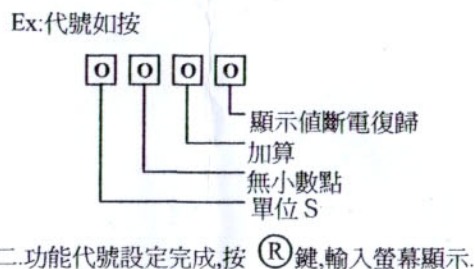 Ex:代號如按
0 0 0 0
顯示值斷電復歸
加算
無小數點
單位 S
二.功能代號設定完成,按 Ⓡ 鍵,輸入螢幕顯示